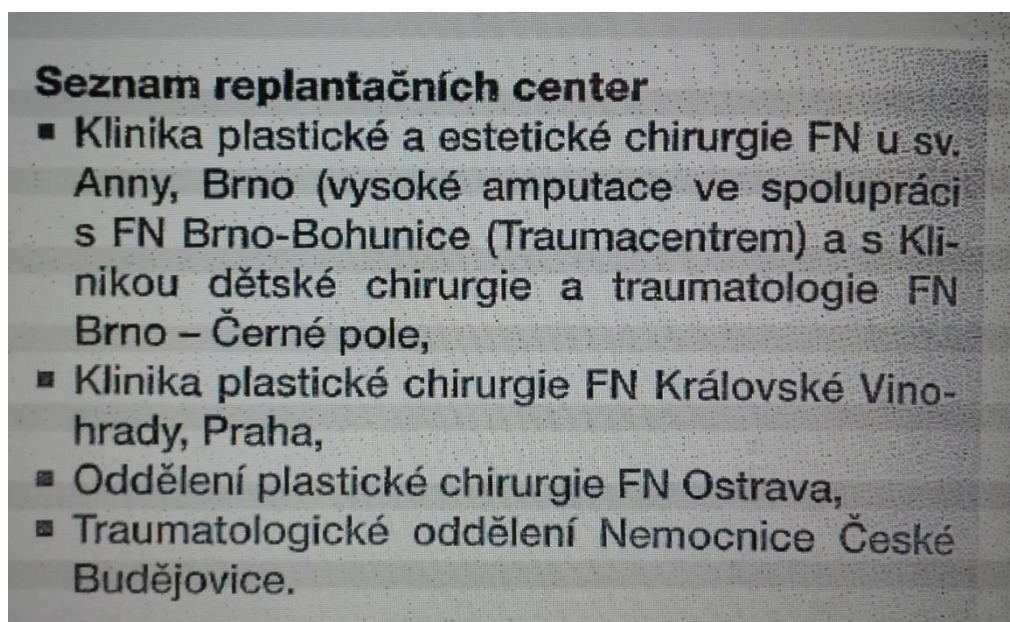 Seznam replantačních center
▪ Klinika plastické a estetické chirurgie FN u sv.
Anny, Brno (vysoké amputace ve spolupráci
s FN Brno-Bohunice (Traumacentrem) a s Kli-
nikou dětské chirurgie a traumatologie FN
Brno – Černé pole,
▪ Klinika plastické chirurgie FN Královské Vino-
hrady, Praha,
▪ Oddělení plastické chirurgie FN Ostrava,
▪ Traumatologické oddělení Nemocnice České
Budějovice.